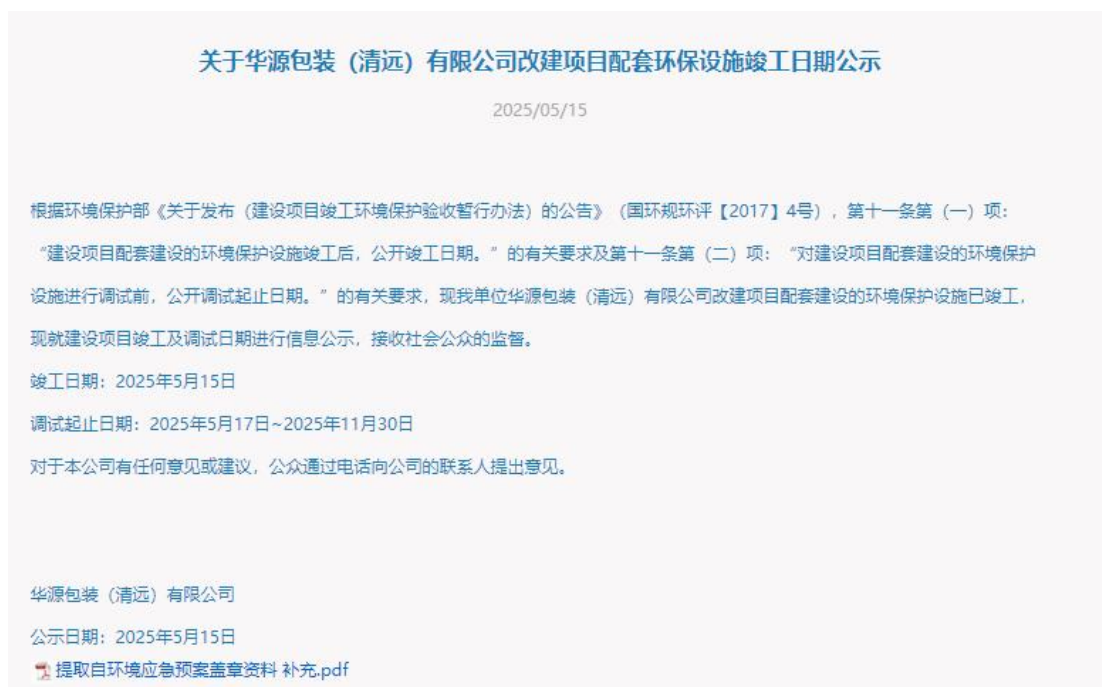 关于华源包装（清远）有限公司改建项目配套环保设施竣工日期公示
2025/05/15
根据环境保护部《关于发布（建设项目竣工环境保护验收暂行办法）的公告》（国环规环评【2017】4号），第十一条第（一）项：
“建设项目配套建设的环境保护设施竣工后，公开竣工日期。”的有关要求及第十一条第（二）项：“对建设项目配套建设的环境保护
设施进行调试前，公开调试起止日期。”的有关要求，现我单位华源包装（清远）有限公司改建项目配套建设的环境保护设施已竣工，
现就建设项目竣工及调试日期进行信息公示，接收社会公众的监督。
竣工日期：2025年5月15日
调试起止日期：2025年5月17日~2025年11月30日
对于本公司有任何意见或建议，公众通过电话向公司的联系人提出意见。
华源包装（清远）有限公司
公示日期：2025年5月15日
提取自环境应急预案盖章资料 补充.pdf